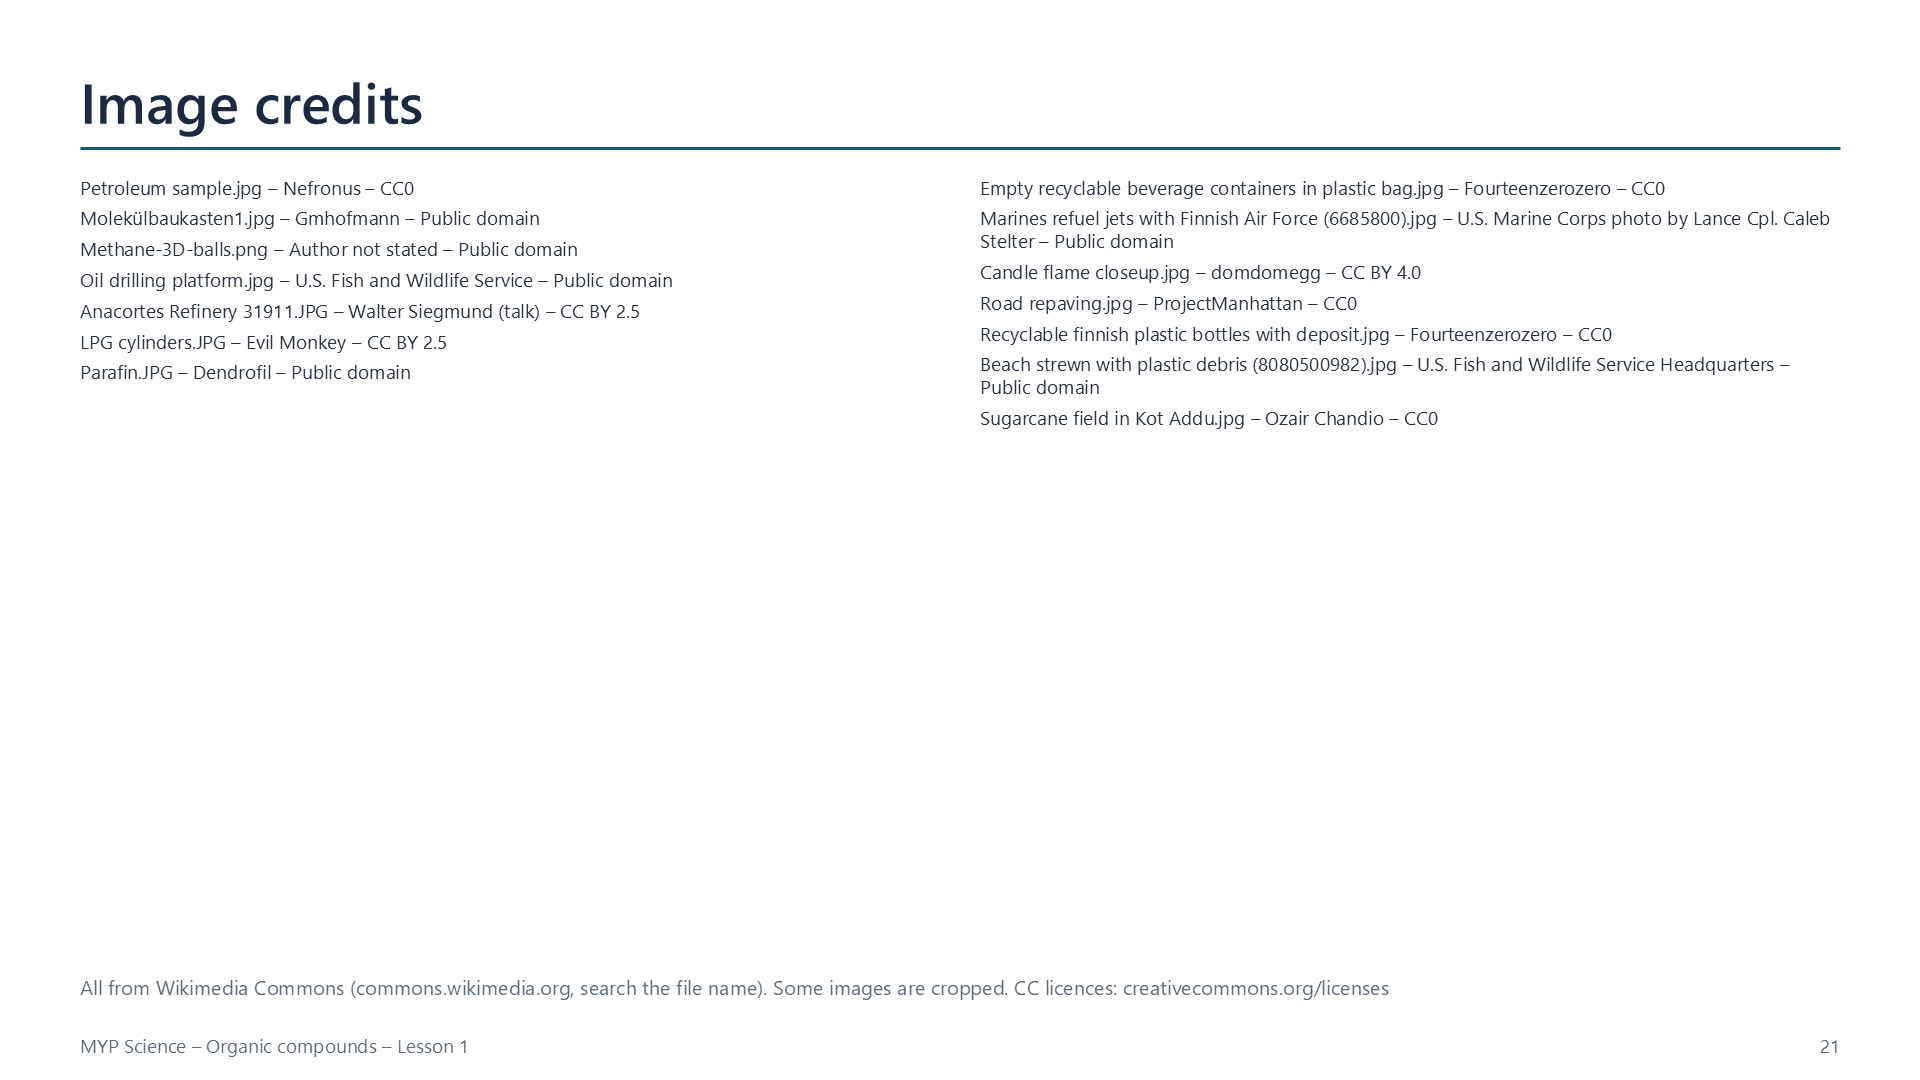 Image credits
Petroleum sample.jpg – Nefronus – CC0
Molekülbaukasten1.jpg – Gmhofmann – Public domain
Methane-3D-balls.png – Author not stated – Public domain
Oil drilling platform.jpg – U.S. Fish and Wildlife Service – Public domain
Anacortes Refinery 31911.JPG – Walter Siegmund (talk) – CC BY 2.5
LPG cylinders.JPG – Evil Monkey – CC BY 2.5
Parafin.JPG – Dendrofil – Public domain
Empty recyclable beverage containers in plastic bag.jpg – Fourteenzerozero – CC0
Marines refuel jets with Finnish Air Force (6685800).jpg – U.S. Marine Corps photo by Lance Cpl. Caleb
Stelter – Public domain
Candle flame closeup.jpg – domdomegg – CC BY 4.0
Road repaving.jpg – ProjectManhattan – CC0
Recyclable finnish plastic bottles with deposit.jpg – Fourteenzerozero – CC0
Beach strewn with plastic debris (8080500982).jpg – U.S. Fish and Wildlife Service Headquarters –
Public domain
Sugarcane field in Kot Addu.jpg – Ozair Chandio – CC0
All from Wikimedia Commons (commons.wikimedia.org, search the file name). Some images are cropped. CC licences: creativecommons.org/licenses
MYP Science – Organic compounds – Lesson 1
21